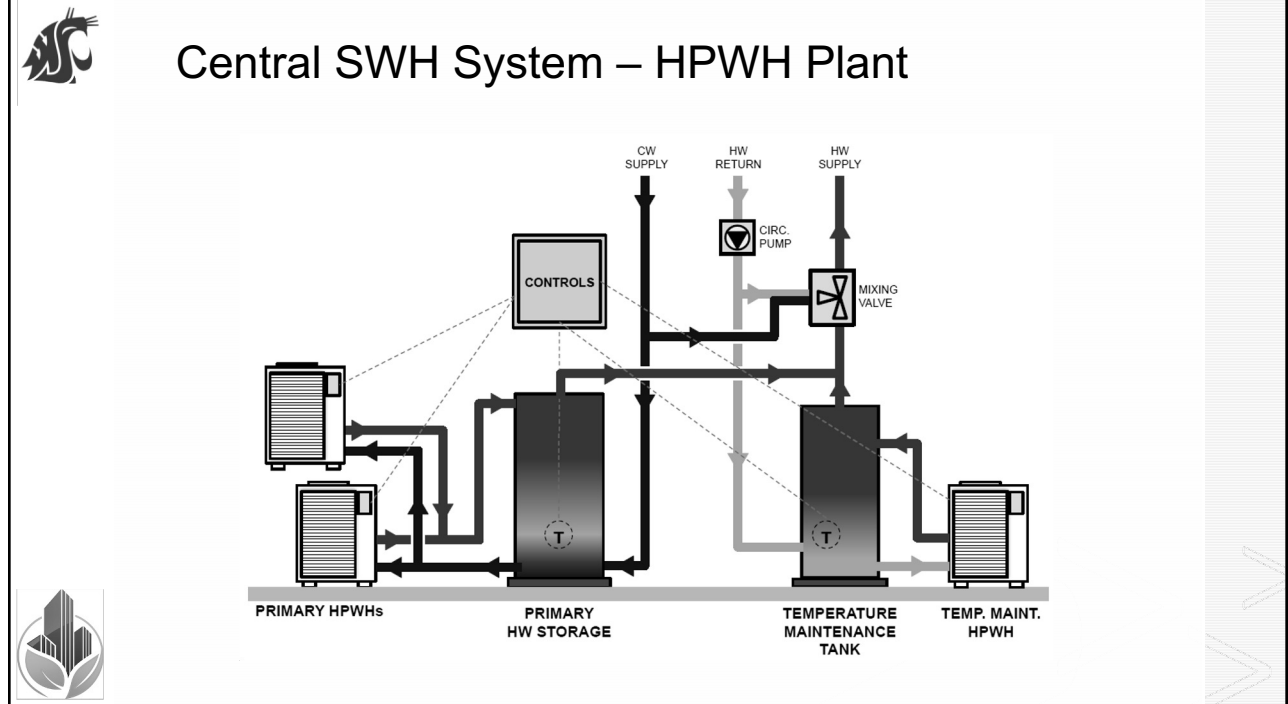 Central SWH System – HPWH Plant
CW
SUPPLY
HW
RETURN
HW
SUPPLY
CIRC.
PUMP
CONTROLS
MIXING
VALVE
T
T
PRIMARY HPWHs
PRIMARY
HW STORAGE
TEMPERATURE
MAINTENANCE
TANK
TEMP. MAINT.
HPWH